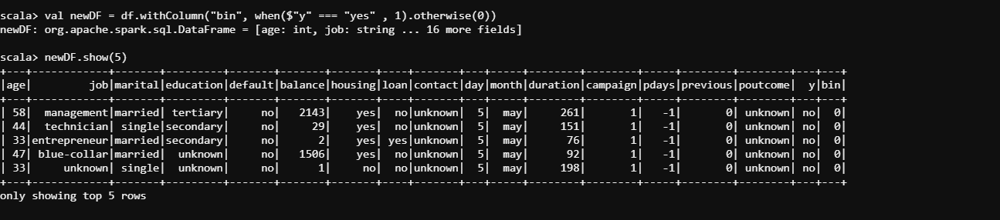 scala> val newDF = df.withColumn("bin", when($"y" === "yes" , 1).otherwise(0))
newDF: org.apache.spark.sql.DataFrame = [age: int, job: string ... 16 more fields]
scala> newDF.show(5)
+---+------------+-------+---------+-------+-------+-------+----+-------+---+-----+--------+--------+-----+--------+--------+---+---+
|age|         job|marital|education|default|balance|housing|loan|contact|day|month|duration|campaign|pdays|previous|poutcome|  y|bin|
+---+------------+-------+---------+-------+-------+-------+----+-------+---+-----+--------+--------+-----+--------+--------+---+---+
| 58|  management|married| tertiary|     no|   2143|    yes|  no|unknown|  5|  may|     261|       1|   -1|       0| unknown| no|  0|
| 44|  technician| single|secondary|     no|     29|    yes|  no|unknown|  5|  may|     151|       1|   -1|       0| unknown| no|  0|
| 33|entrepreneur|married|secondary|     no|      2|    yes| yes|unknown|  5|  may|      76|       1|   -1|       0| unknown| no|  0|
| 47| blue-collar|married|  unknown|     no|   1506|    yes|  no|unknown|  5|  may|      92|       1|   -1|       0| unknown| no|  0|
| 33|     unknown| single|  unknown|     no|      1|     no|  no|unknown|  5|  may|     198|       1|   -1|       0| unknown| no|  0|
+---+------------+-------+---------+-------+-------+-------+----+-------+---+-----+--------+--------+-----+--------+--------+---+---+
only showing top 5 rows